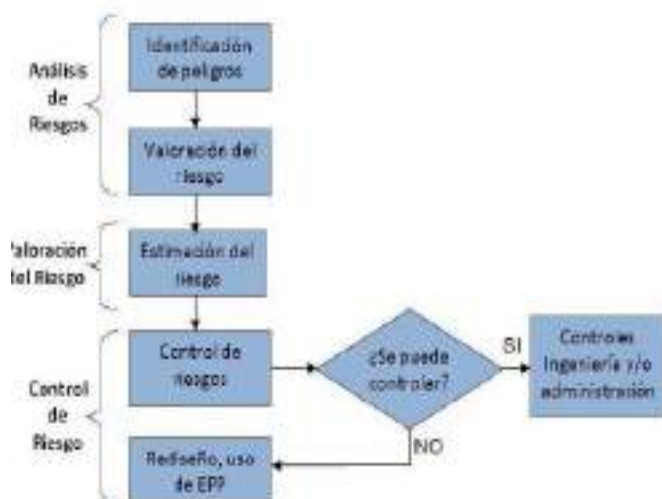 Análisis
de
Riesgos
Identificación
de peligros
Valoración del
riesgo
Valoración
del Riesgo
Estimación del
riesgo
Control
de
Riesgo
Control de
riesgos
¿Se puede
controler?
SI
Controles
Ingeniería y/o
administración
NO
Rediseño, uso
de EPP